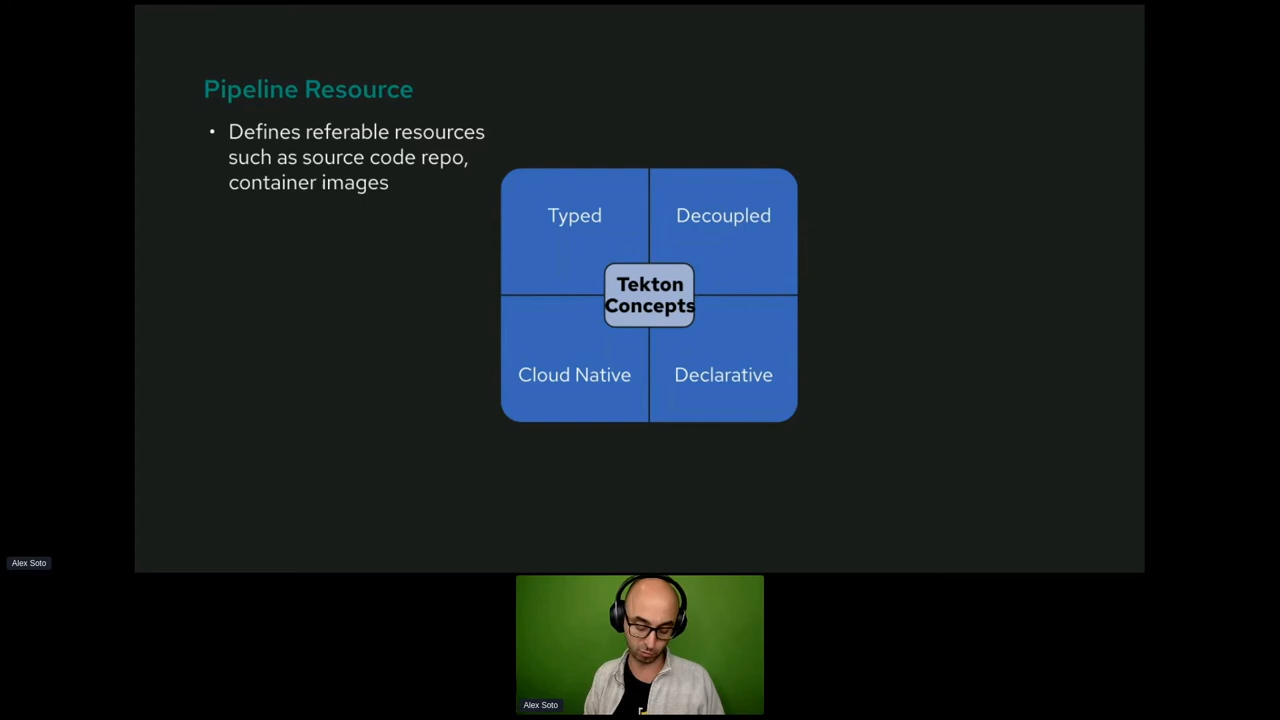 Pipeline Resource
• Defines referable resources
such as source code repo,
container images
Typed
Decoupled
Tekton
Concepts
Cloud Native
Declarative
Alex Soto
Alex Soto